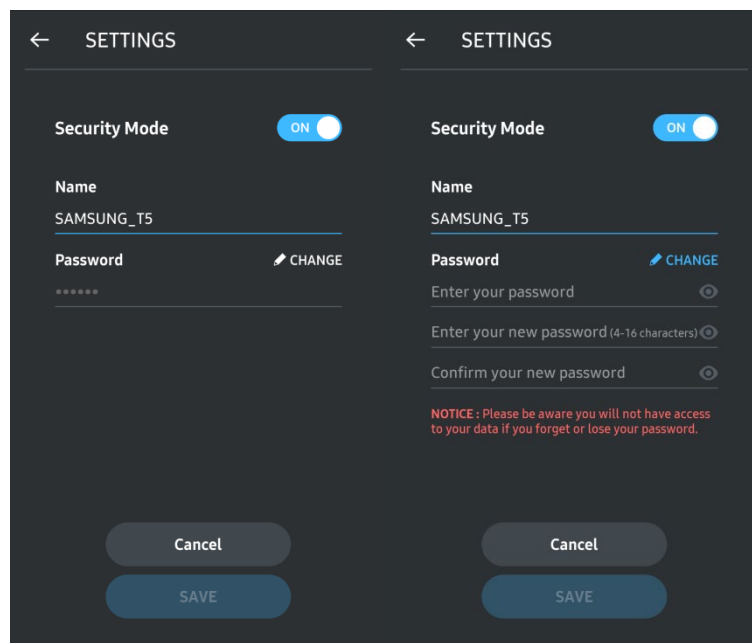 SETTINGS
Security Mode
ON
Name
SAMSUNG_T5
Password
CHANGE
••••••
Cancel
SAVE
SETTINGS
Security Mode
ON
Name
SAMSUNG_T5
Password
CHANGE
Enter your password
Enter your new password (4-16 characters)
Confirm your new password
NOTICE : Please be aware you will not have access
to your data if you forget or lose your password.
Cancel
SAVE